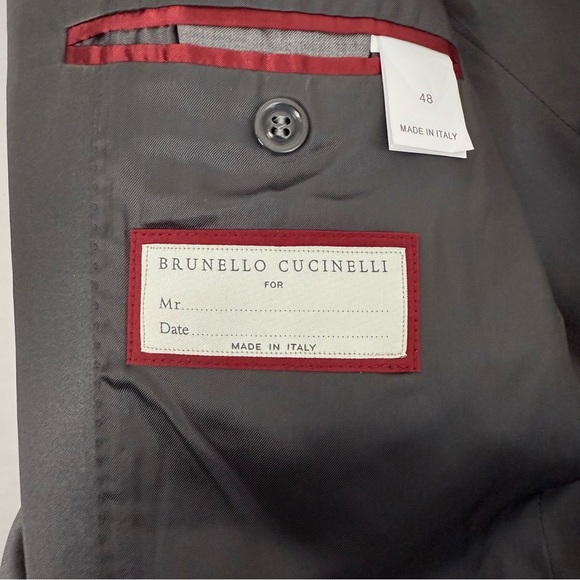 48
MADE IN ITALY
BRUNELLO CUCINELLI
FOR
Mr.
Date
MADE IN ITALY